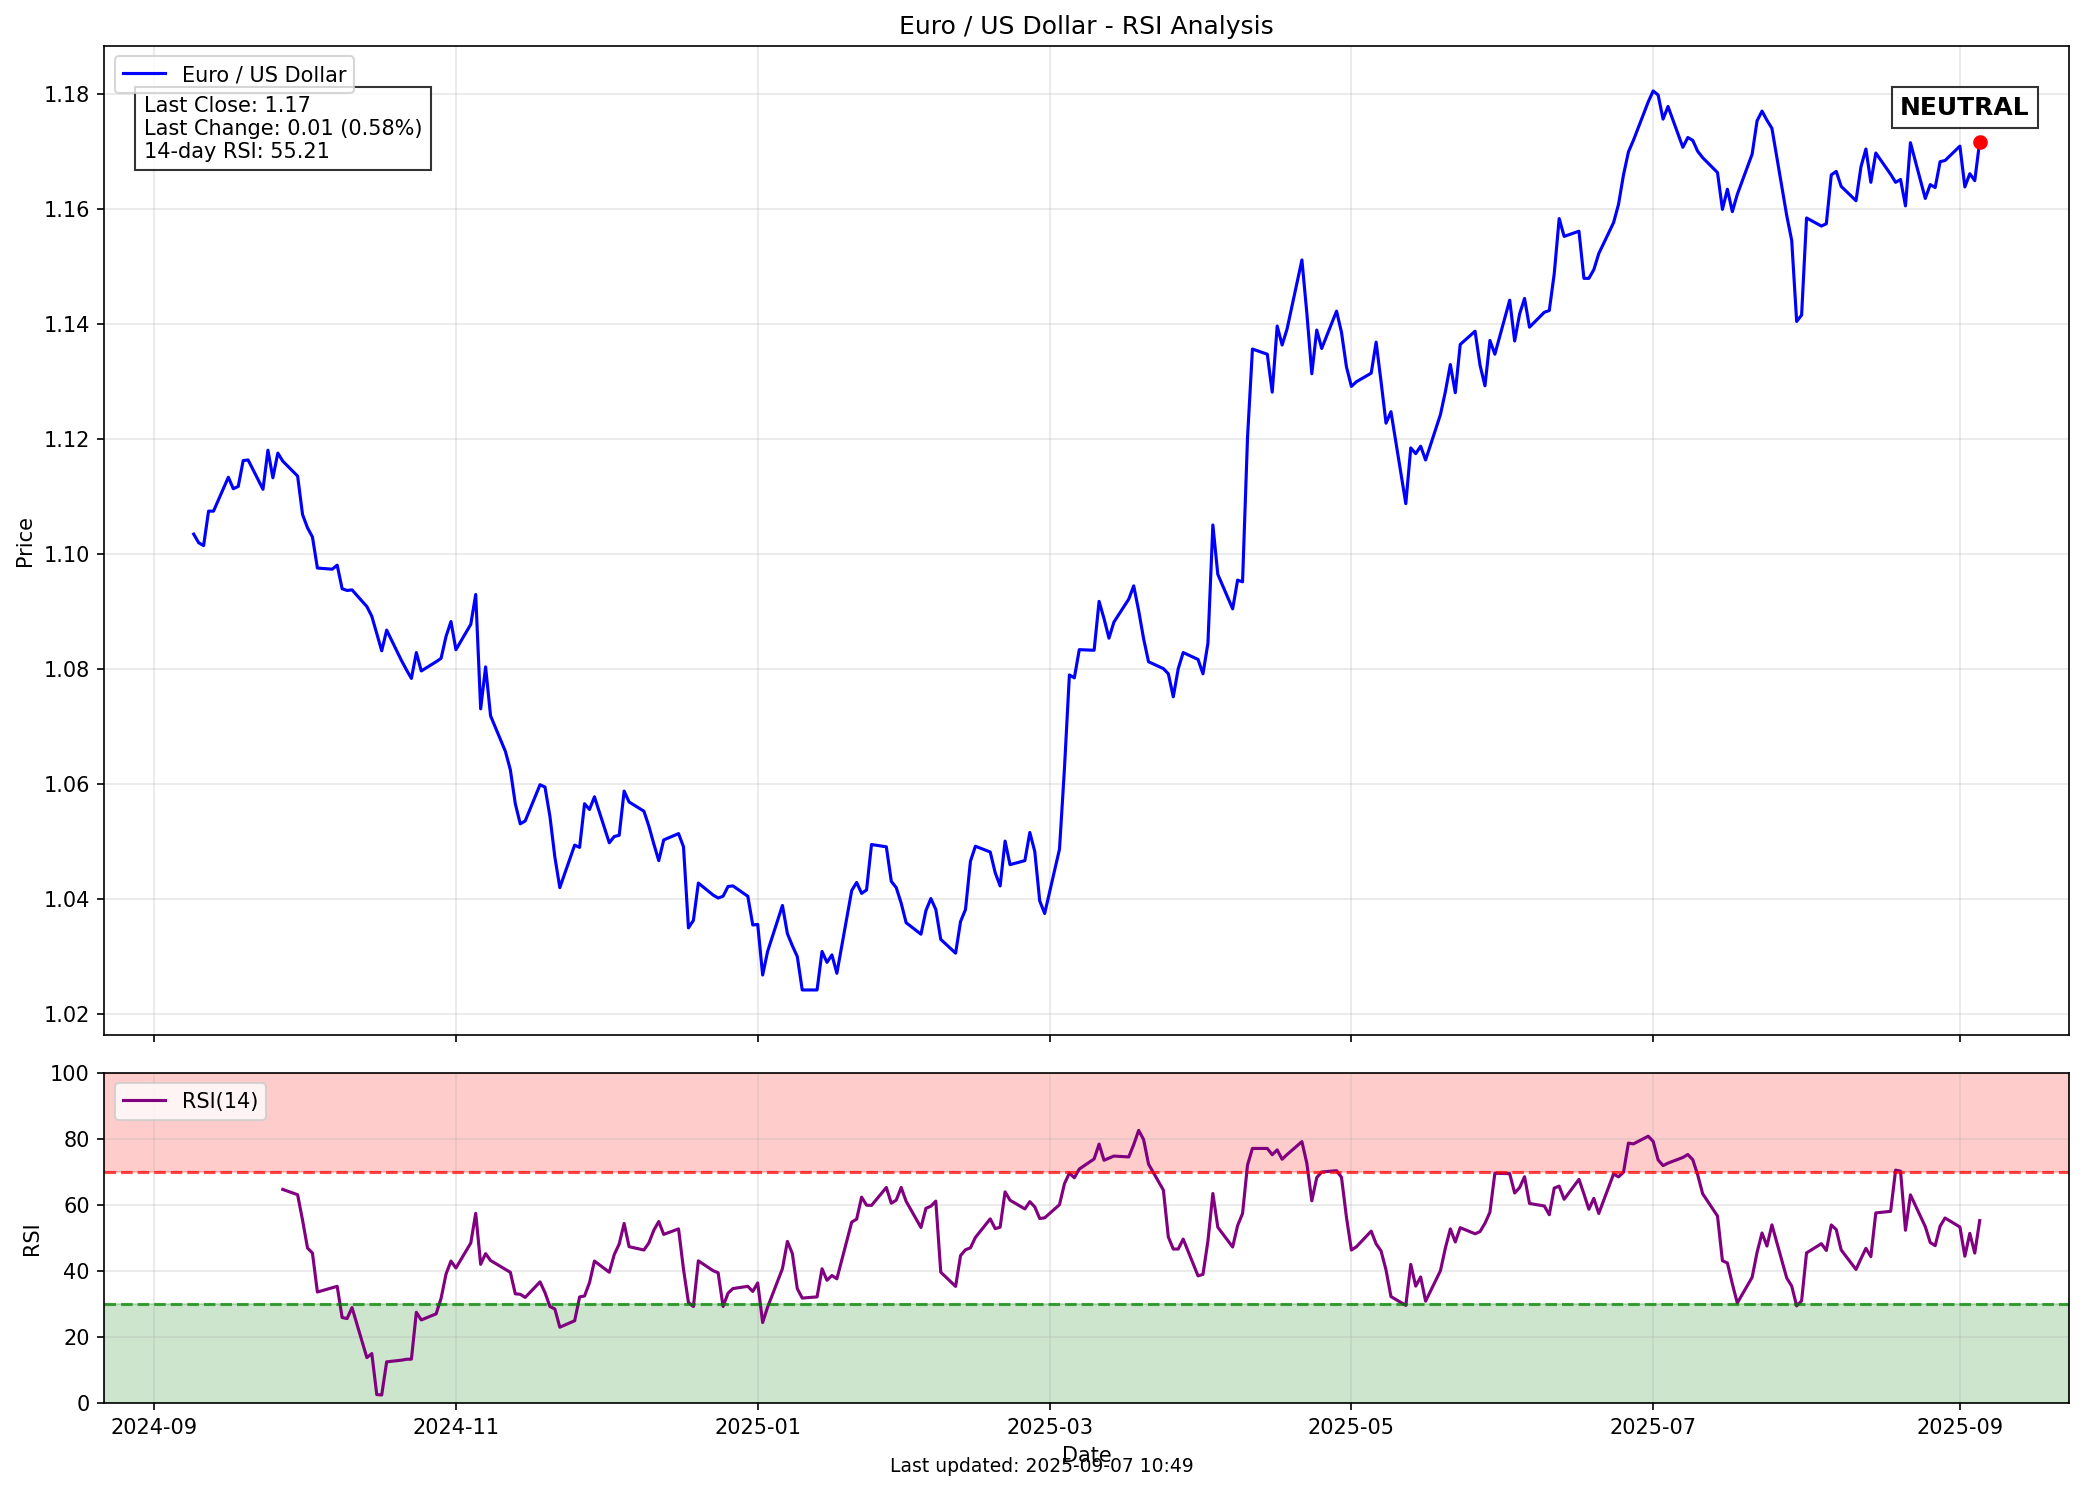 Euro / US Dollar - RSI Analysis
Euro / US Dollar
Last Close: 1.17
Last Change: 0.01 (0.58%)
14-day RSI: 55.21
NEUTRAL
1.18
1.16
1.14
1.12
1.10
1.08
1.06
1.04
1.02
Price
RSI(14)
100
80
60
40
20
0
RSI
2024-09
2024-11
2025-01
2025-03
2025-05
2025-07
2025-09
Date
Last updated: 2025-09-07 10:49